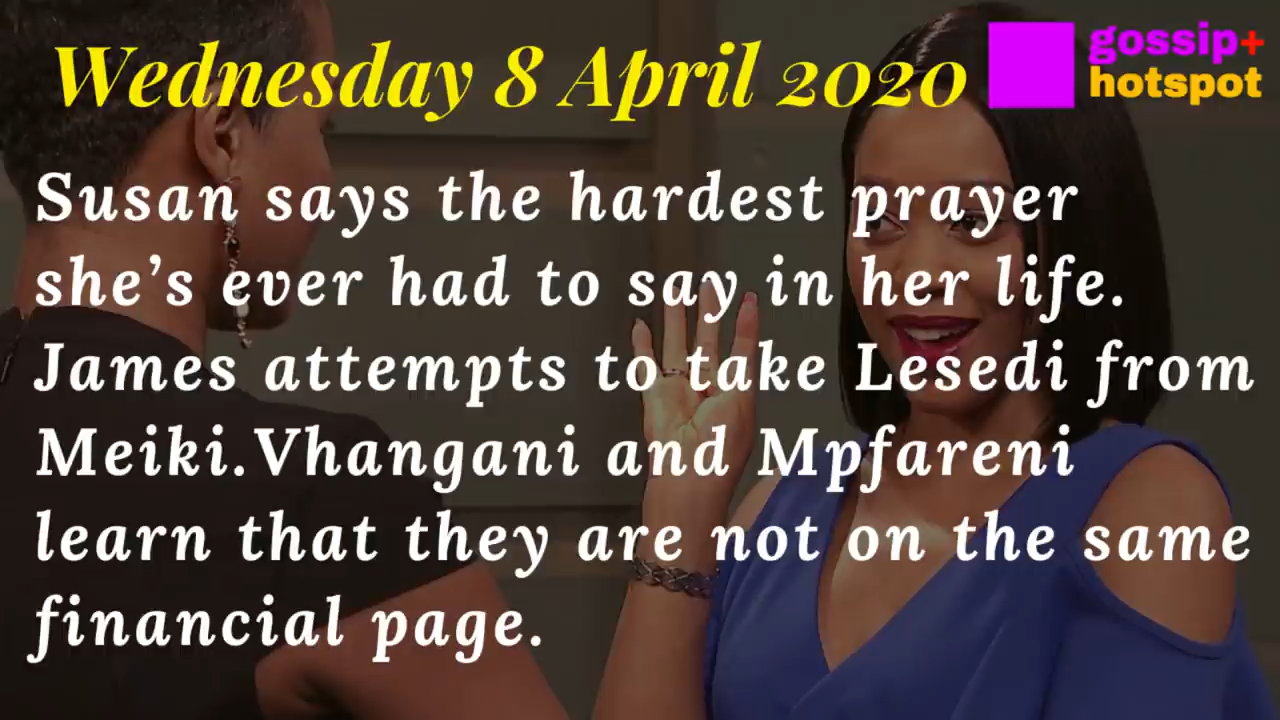 Wednesday 8 April 2020
gossip+
hotspot
Susan says the hardest prayer
she's ever had to say in her life.
James attempts to take Lesedi from
Meiki.Vhangani and Mpfareni
learn that they are not on the same
financial page.